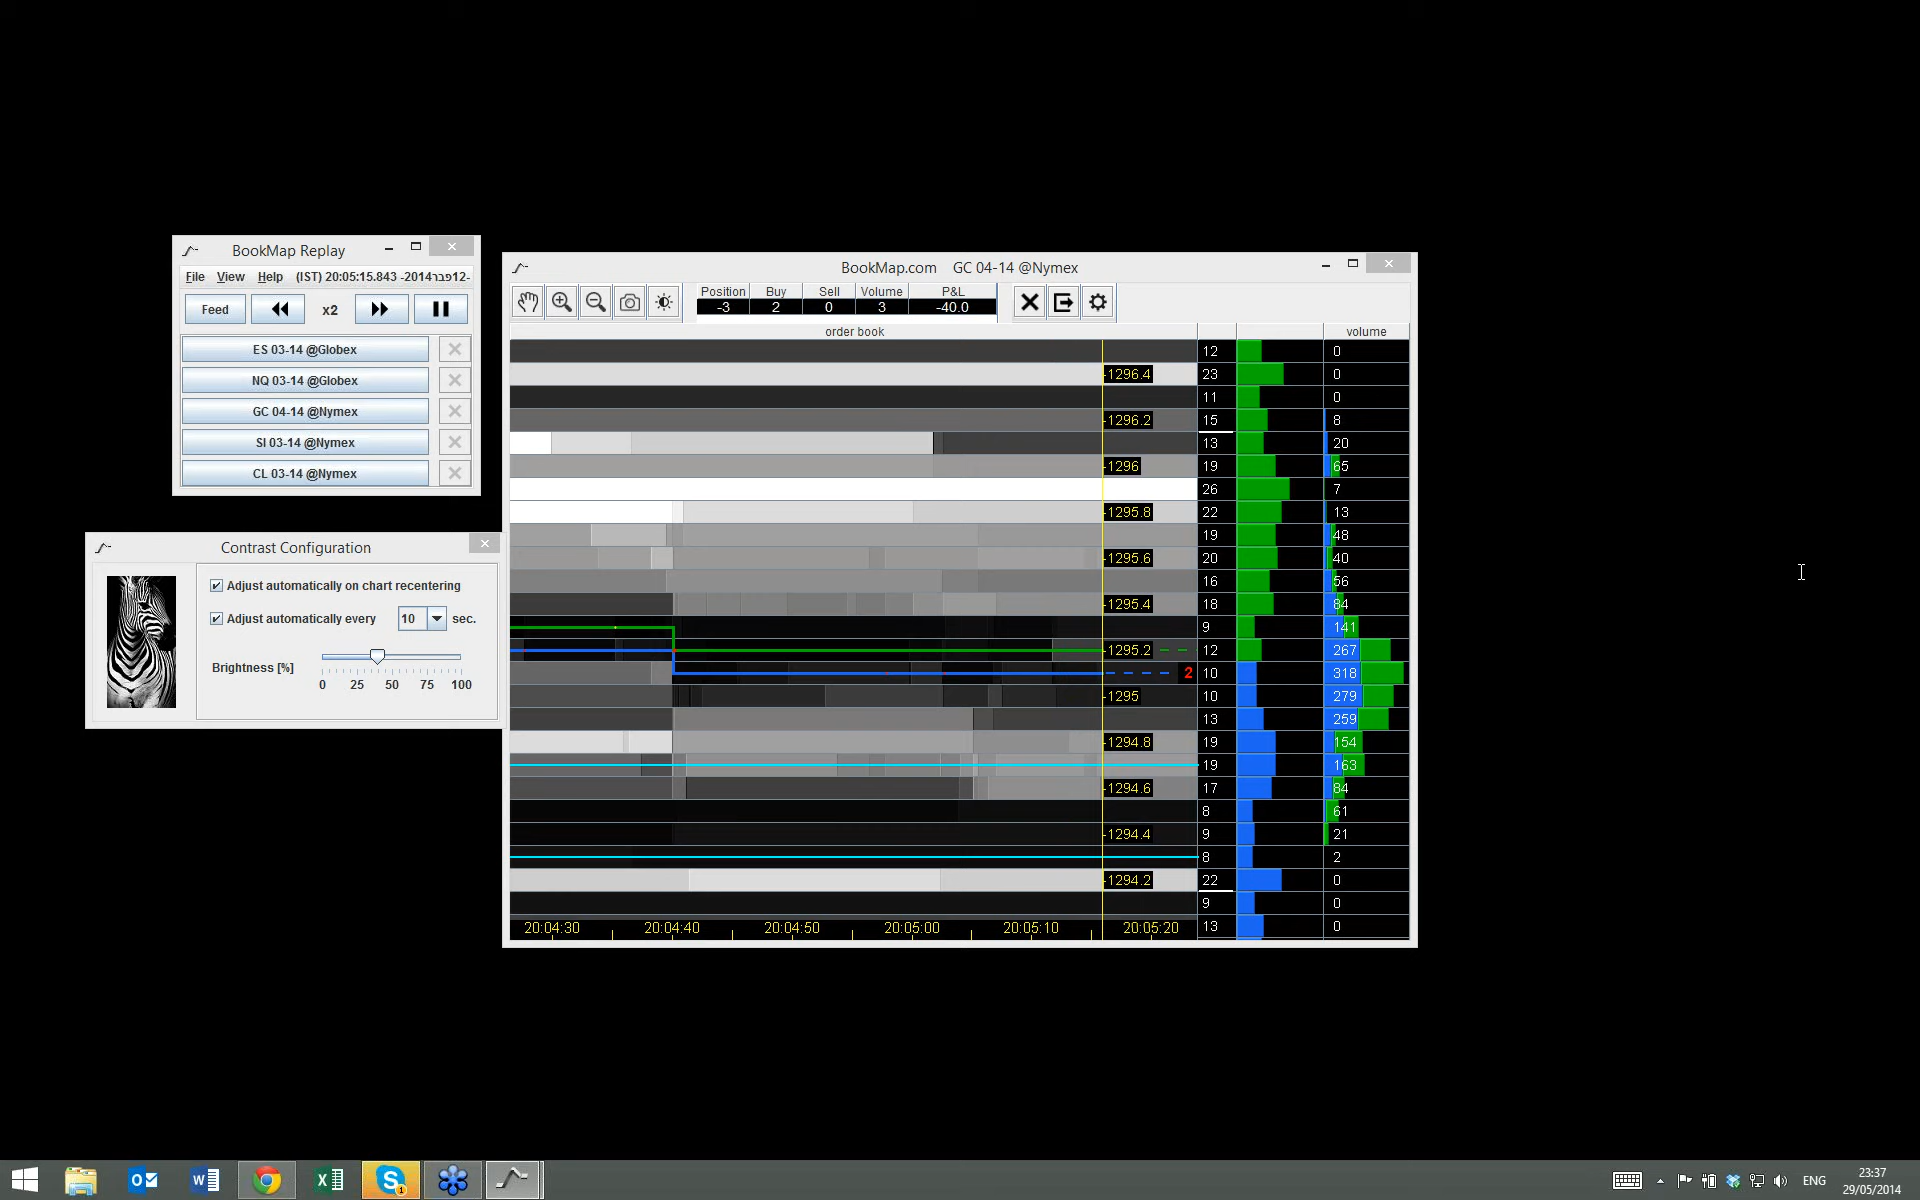 BookMap Replay
File View Help (IST) 20:05:15.843 -2014פבר12-
Feed x2
ES 03-14 @Globex
NQ 03-14 @Globex
GC 04-14 @Nymex
SI 03-14 @Nymex
CL 03-14 @Nymex
Contrast Configuration
Adjust automatically on chart recentering
Adjust automatically every 10 sec.
Brightness [%]
0 25 50 75 100
BookMap.com GC 04-14 @Nymex
Position Buy Sell Volume P&L
-3 2 0 3 -40.0
order book volume
12 0
1296.4 23 0
11 0
1296.2 15 8
13 20
1296 19 65
26 7
1295.8 22 13
19 48
1295.6 20 40
16 56
1295.4 18 84
9 141
1295.2 12 267
2 10 318
1295 10 279
13 259
1294.8 19 154
19 163
1294.6 17 84
8 61
1294.4 9 21
8 2
1294.2 22 0
9 0
13 0
20:04:30 20:04:40 20:04:50 20:05:00 20:05:10 20:05:20
ENG
23:37
29/05/2014